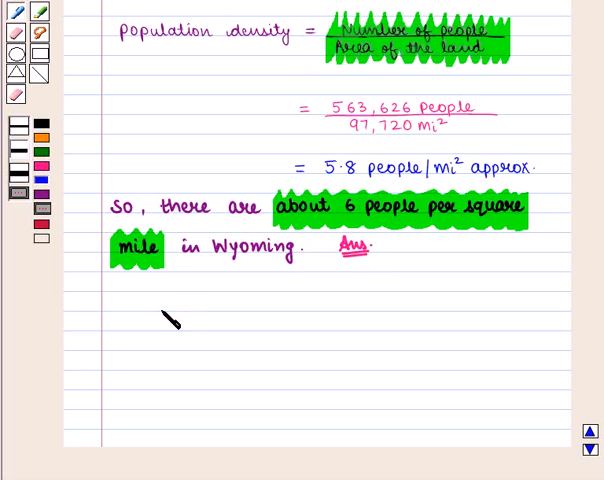 Population density = Number of people
Area of the land
= 563,626 People
97,720 mi²
= 5.8 people/mi² approx.
So, there are about 6 people per square
mile in Wyoming. Ans.